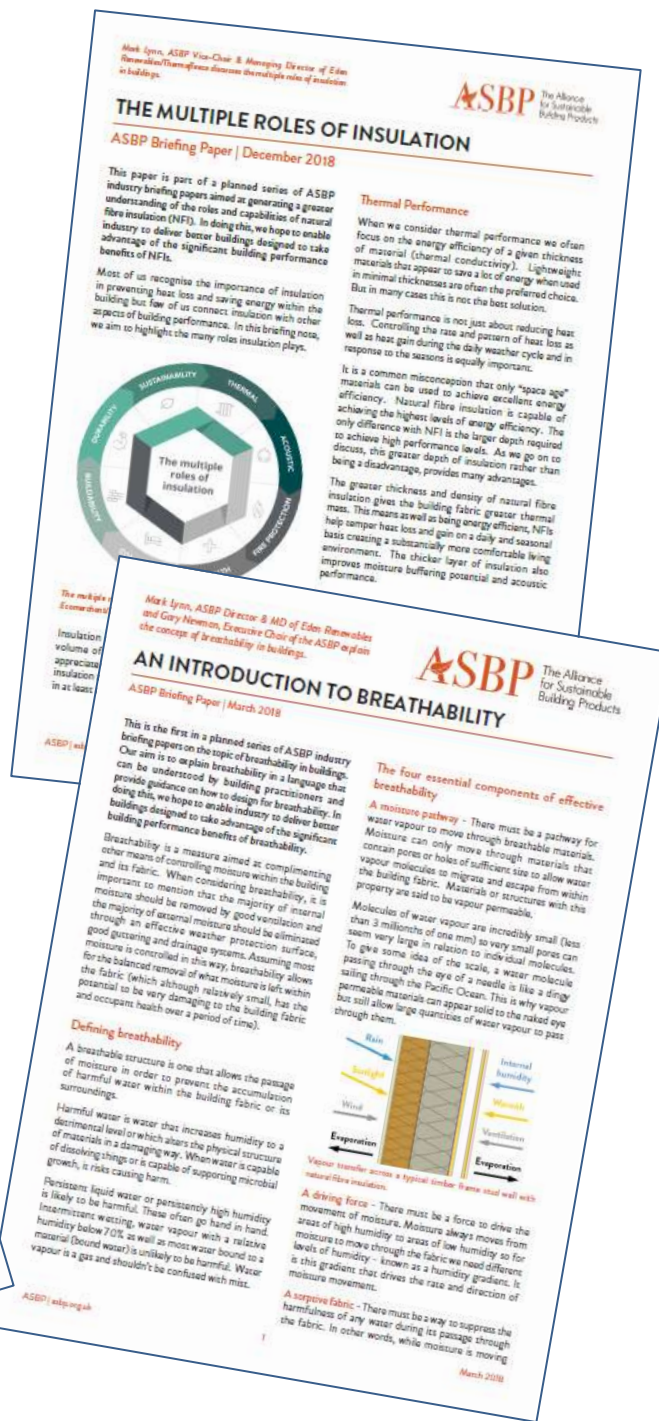 Mark Lynn, ASBP Vice-Chair & Managing Director of Eden
Renewables/Thermafleece discusses the multiple roles of insulation
in buildings.
ASBP
The Alliance
for Sustainable
Building Products
THE MULTIPLE ROLES OF INSULATION
ASBP Briefing Paper | December 2018
This paper is part of a planned series of ASBP
industry briefing papers aimed at generating a greater
understanding of the roles and capabilities of natural
fibre insulation (NFI). In doing this, we hope to enable
industry to deliver better buildings designed to take
advantage of the significant building performance
benefits of NFIs.
Most of us recognise the importance of insulation
in preventing heat loss and saving energy within the
building but few of us connect insulation with other
aspects of building performance. In this briefing note,
we aim to highlight the many roles insulation plays.
SUSTAINABILITY
THERMAL
ACOUSTIC
FIRE PROTECTION
BUILDABILITY
DURABILITY
The multiple
roles of
insulation
The multiple
Insulation
volume of
appreciate
insulation
in at least
ASBP |
Thermal Performance
When we consider thermal performance we often
focus on the energy efficiency of a given thickness
of material (thermal conductivity). Lightweight
materials that appear to save a lot of energy when used
in minimal thicknesses are often the preferred choice.
But in many cases this is not the best solution.
Thermal performance is not just about reducing heat
loss. Controlling the rate and pattern of heat loss as
well as heat gain during the daily weather cycle and in
response to the seasons is equally important.
It is a common misconception that only "space age"
materials can be used to achieve excellent energy
efficiency. Natural fibre insulation is capable of
achieving the highest levels of energy efficiency. The
only difference with NFI is the larger depth required
to achieve high performance levels. As we go on to
discuss, this greater depth of insulation rather than
being a disadvantage, provides many advantages.
The greater thickness and density of natural fibre
insulation gives the building fabric greater thermal
mass. This means as well as being energy efficient, NFIs
help temper heat loss and gain on a daily and seasonal
basis creating a substantially more comfortable living
environment. The thicker layer of insulation also
improves moisture buffering potential and acoustic
performance.
Mark Lynn, ASBP Director & MD of Eden Renewables
and Gary Newman, Executive Chair of the ASBP explain
the concept of breathability in buildings.
ASBP
The Alliance
for Sustainable
Building Products
AN INTRODUCTION TO BREATHABILITY
ASBP Briefing Paper | March 2018
This is the first in a planned series of ASBP industry
briefing papers on the topic of breathability in buildings.
Our aim is to explain breathability in a language that
can be understood by building practitioners and
provide guidance on how to design for breathability. In
doing this, we hope to enable industry to deliver better
buildings designed to take advantage of the significant
building performance benefits of breathability.
Breathability is a measure aimed at complimenting
other means of controlling moisture within the building
and its fabric. When considering breathability, it is
important to mention that the majority of internal
moisture should be removed by good ventilation and
the majority of external moisture should be eliminated
through an effective weather protection surface,
good guttering and drainage systems. Assuming most
moisture is controlled in this way, breathability allows
for the balanced removal of what moisture is left within
the fabric (which although relatively small, has the
potential to be very damaging to the building fabric
and occupant health over a period of time).
Defining breathability
A breathable structure is one that allows the passage
of moisture in order to prevent the accumulation
of harmful water within the building fabric or its
surroundings.
Harmful water is water that increases humidity to a
detrimental level or which alters the physical structure
of materials in a damaging way. When water is capable
of dissolving things or is capable of supporting microbial
growth, it risks causing harm.
Persistent liquid water or persistently high humidity
is likely to be harmful. These often go hand in hand.
Intermittent wetting, water vapour with a relative
humidity below 70% as well as most water bound to a
material (bound water) is unlikely to be harmful. Water
vapour is a gas and shouldn't be confused with mist.
ASBP | asbp.org.uk
1
The four essential components of effective
breathability
A moisture pathway - There must be a pathway for
water vapour to move through breathable materials.
Moisture can only move through materials that
contain pores or holes of sufficient size to allow water
vapour molecules to migrate and escape from within
the building fabric. Materials or structures with this
property are said to be vapour permeable.
Molecules of water vapour are incredibly small (less
than 3 millionths of one mm) so very small pores can
seem very large in relation to individual molecules.
To give some idea of the scale, a water molecule
passing through the eye of a needle is like a dingy
sailing through the Pacific Ocean. This is why vapour
permeable materials can appear solid to the naked eye
but still allow large quantities of water vapour to pass
through them.
Rain
Sunlight
Wind
Evaporation
Internal
humidity
Warmth
Ventilation
Evaporation
Vapour transfer across a typical timber frame stud wall with
natural fibre insulation.
A driving force - There must be a force to drive the
movement of moisture. Moisture always moves from
areas of high humidity to areas of low humidity so for
moisture to move through the fabric we need different
levels of humidity - known as a humidity gradient. It
is this gradient that drives the rate and direction of
moisture movement.
A sorptive fabric - There must be a way to suppress the
harmfulness of any water during its passage through
the fabric. In other words, while moisture is moving
March 2018